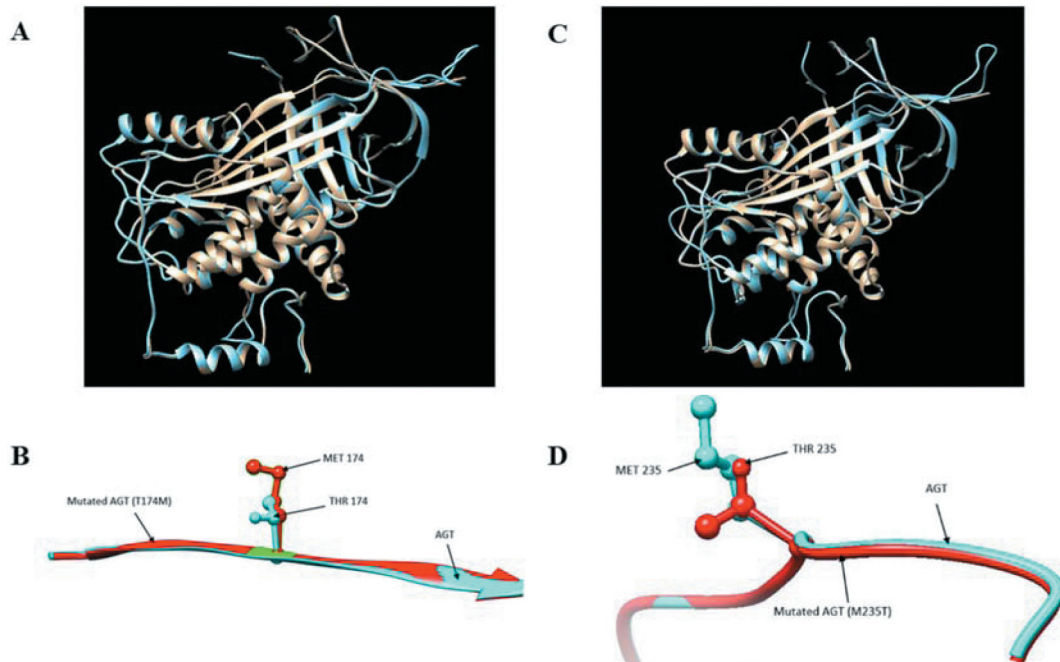 A
C
B
MET 174
THR 174
Mutated AGT (T174M)
AGT
D
THR 235
MET 235
AGT
Mutated AGT (M235T)